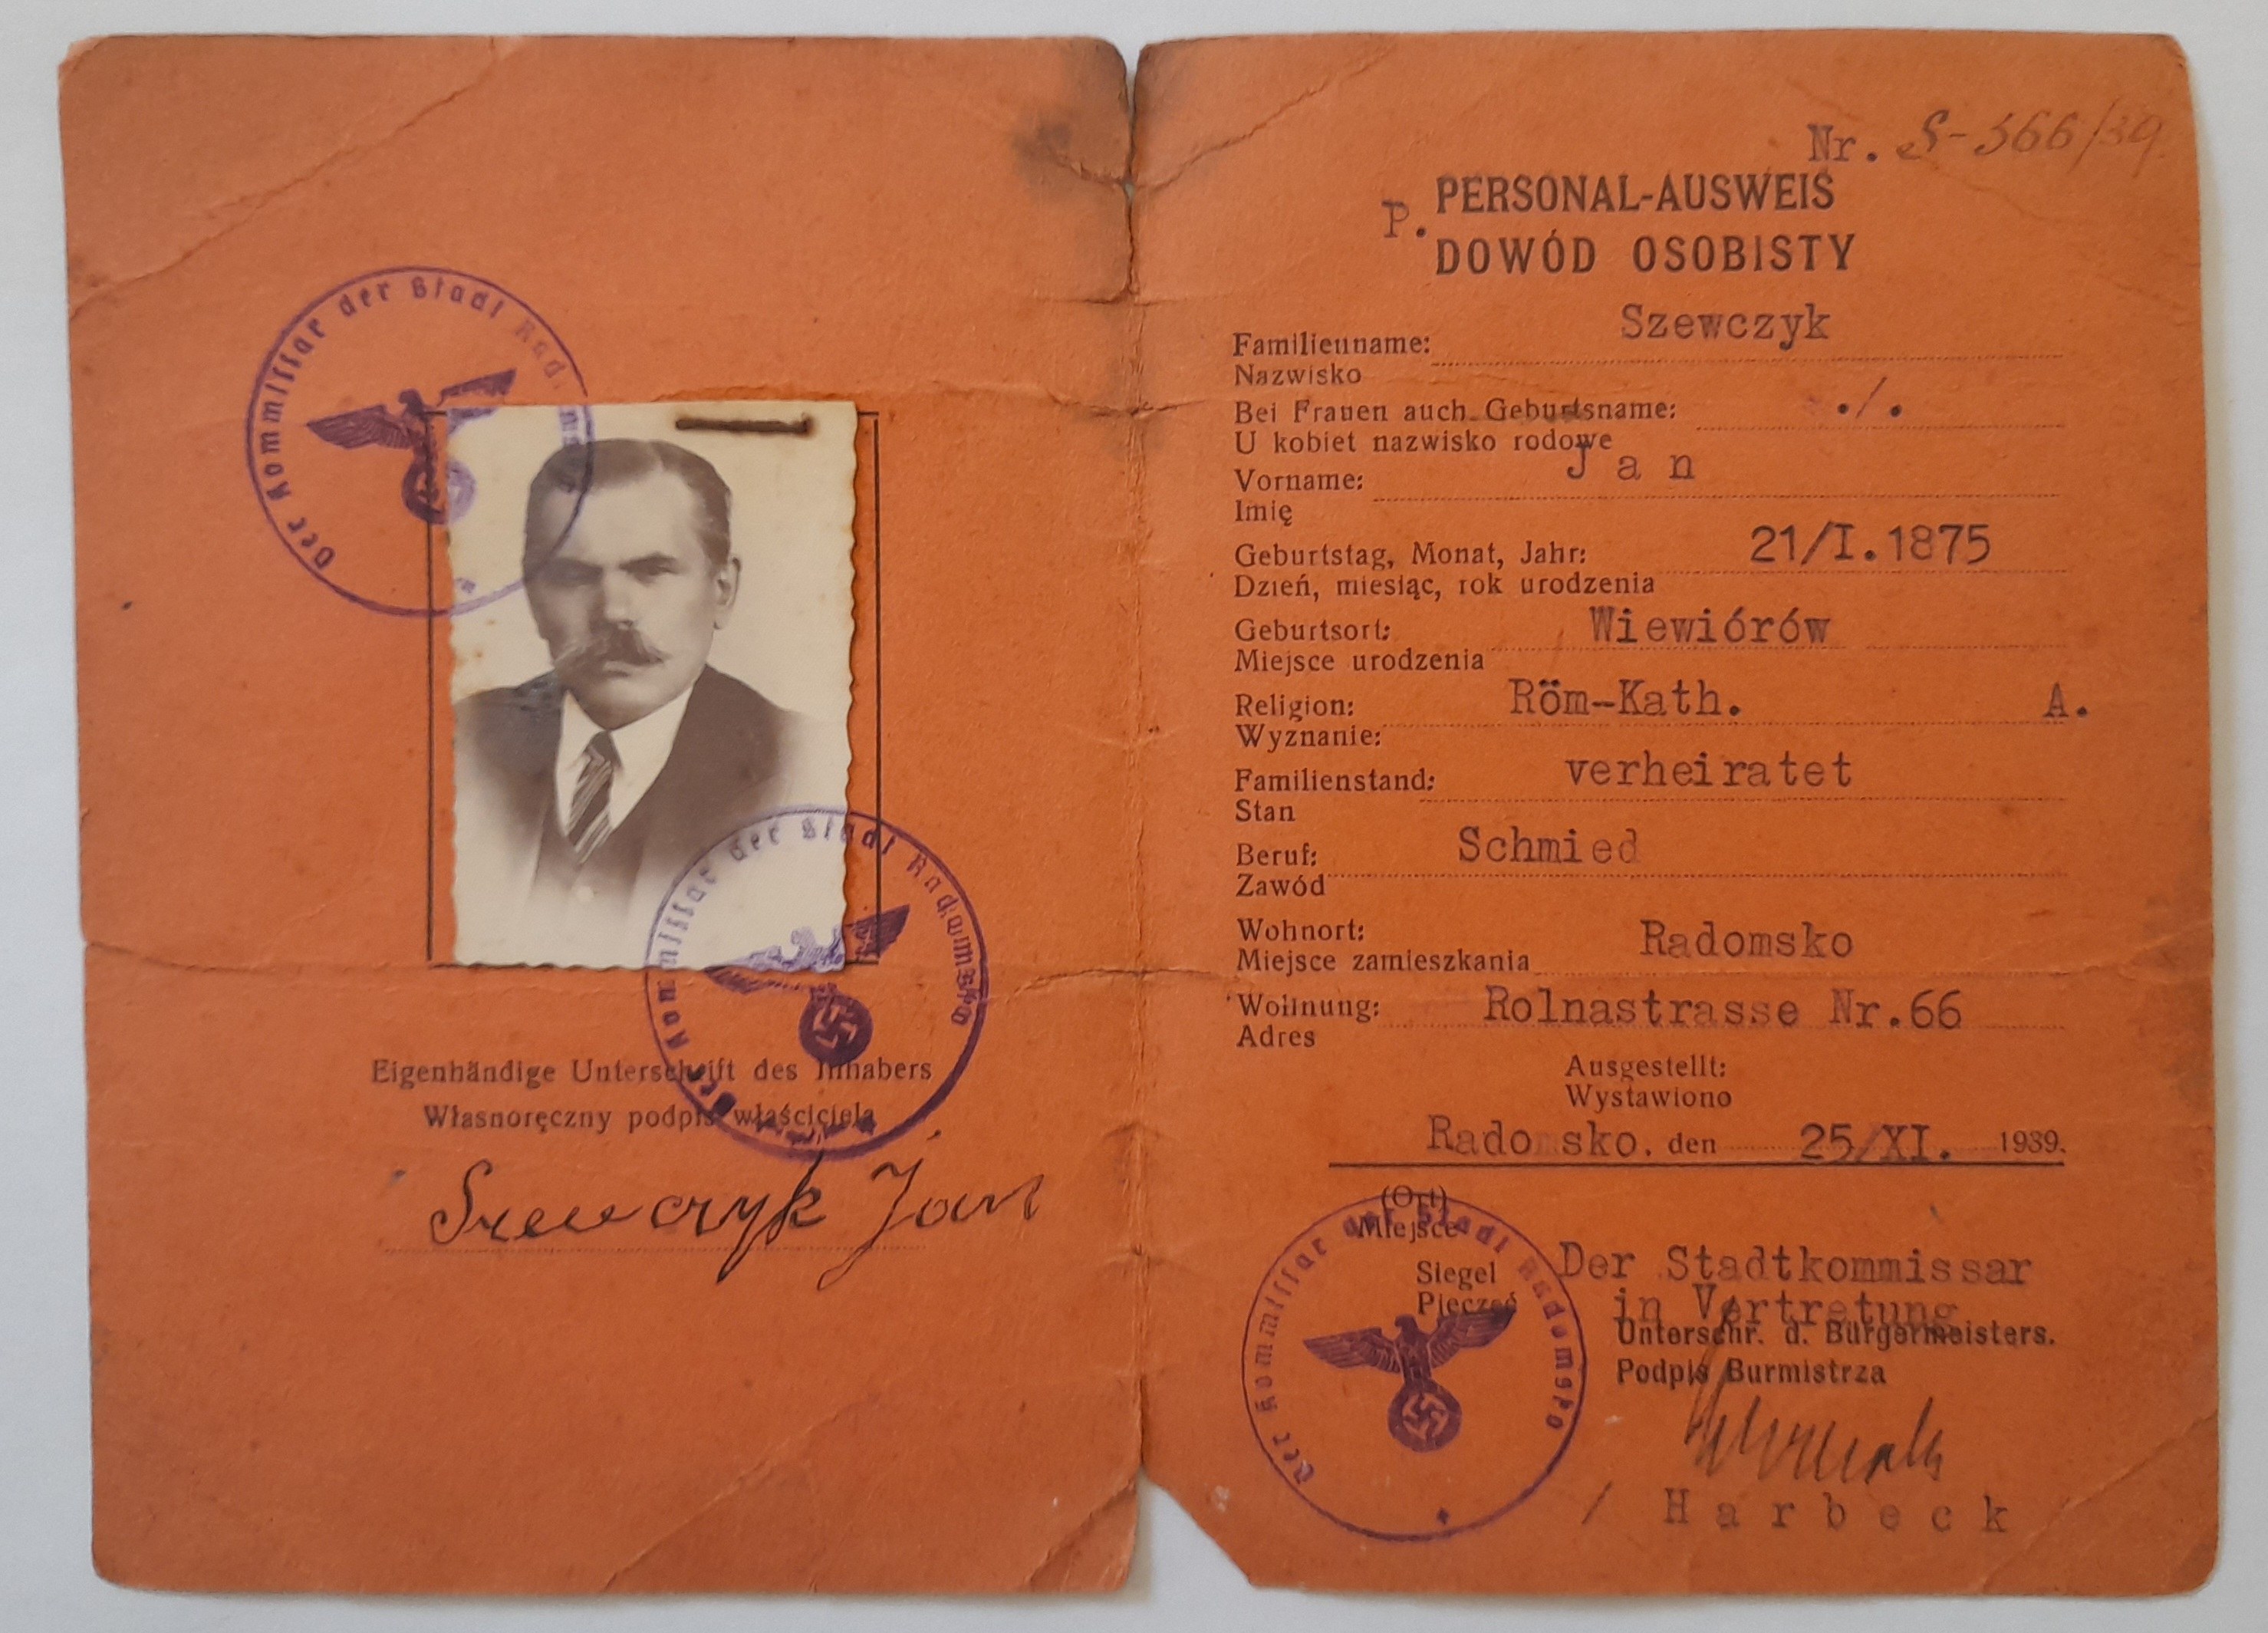 Der Kommissar der Stadt Rad
Der Kommissar der Stadt Radomsko
Eigenhändige Unterschrift des Inhabers
Własnoręczny podpis właściciela
Szewczyk Jan
Nr. S-366/39
P. PERSONAL-AUSWEIS
DOWÓD OSOBISTY
Familienname: Szewczyk
Nazwisko
Bei Frauen auch Geburtsname: ./.
U kobiet nazwisko rodowe
Vorname: Jan
Imię
Geburtstag, Monat, Jahr: 21/I.1875
Dzień, miesiąc, rok urodzenia
Geburtsort: Wiewiórów
Miejsce urodzenia
Religion: Röm-Kath. A.
Wyznanie:
Familienstand: verheiratet
Stan
Beruf: Schmied
Zawód
Wohnort: Radomsko
Miejsce zamieszkania
Wohnung: Rolnastrasse Nr.66
Adres
Ausgestellt:
Wystawiono
Radomsko, den 25/XI. 1939.
(Ort)
Miejsce
Siegel
Pieczęć
Der Kommissar der Stadt Radomsko
Der Stadtkommissar
in Vertretung
Unterschr. d. Bürgermeisters.
Podpis Burmistrza
/ Harbeck